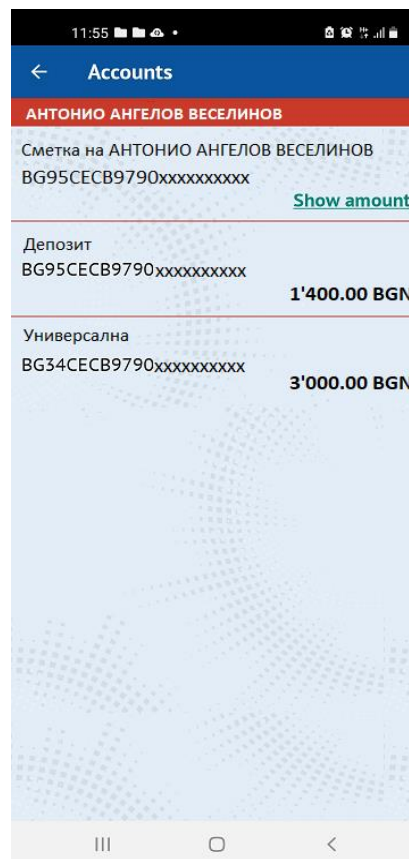 11:55
Accounts
АНТОНИО АНГЕЛОВ ВЕСЕЛИНОВ
Сметка на АНТОНИО АНГЕЛОВ ВЕСЕЛИНОВ
BG95CECB9790xxxxxxxxxx
Show amount
Депозит
BG95CECB9790xxxxxxxxxx
1'400.00 BGN
Универсална
BG34CECB9790xxxxxxxxxx
3'000.00 BGN